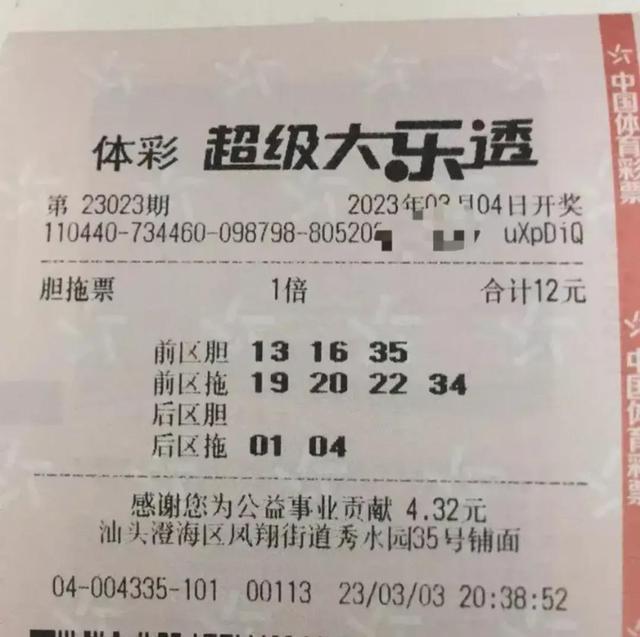 体彩 超级大乐透
第 23023期 2023年03月04日开奖
110440-734460-098798-80520 uXpDiQ
胆拖票 1倍 合计12元
前区胆 13 16 35
前区拖 19 20 22 34
后区胆
后区拖 01 04
感谢您为公益事业贡献 4.32元
汕头澄海区凤翔街道秀水园35号铺面
04-004335-101 00113 23/03/03 20:38:52
中国体育彩票
中国体育彩票